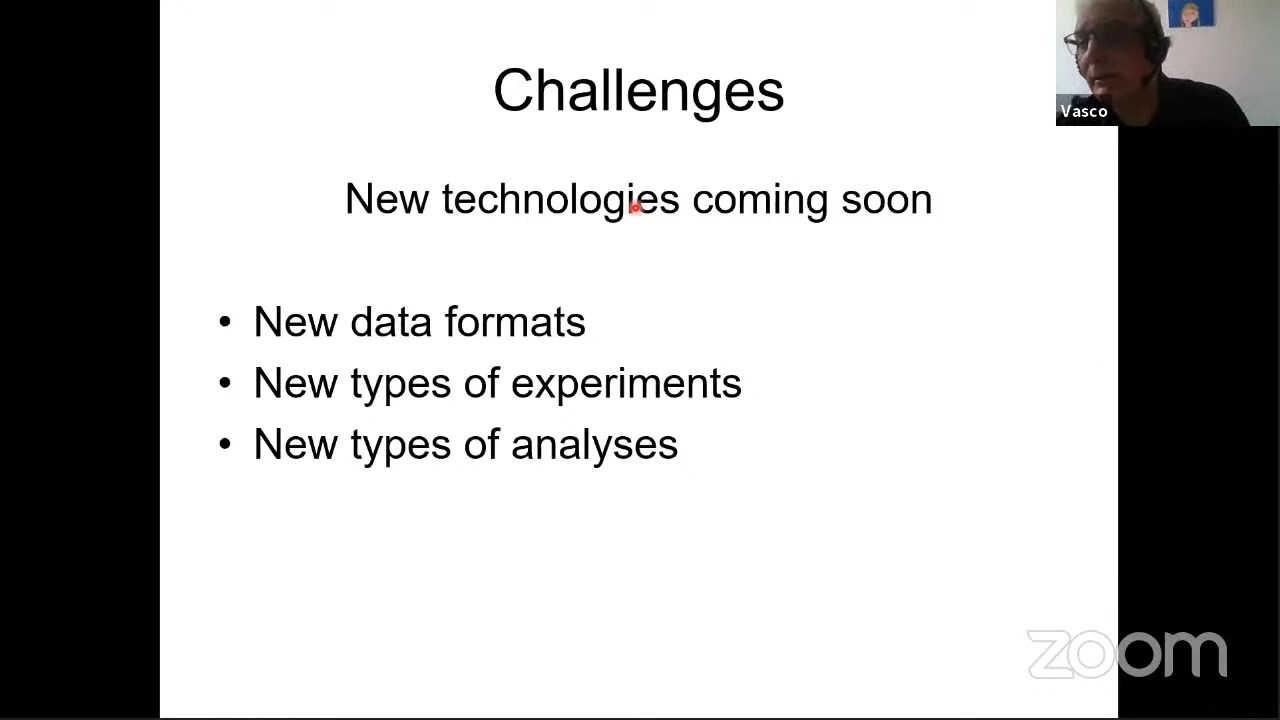 Challenges
Vasco
New technologies coming soon
• New data formats
• New types of experiments
• New types of analyses
zoom